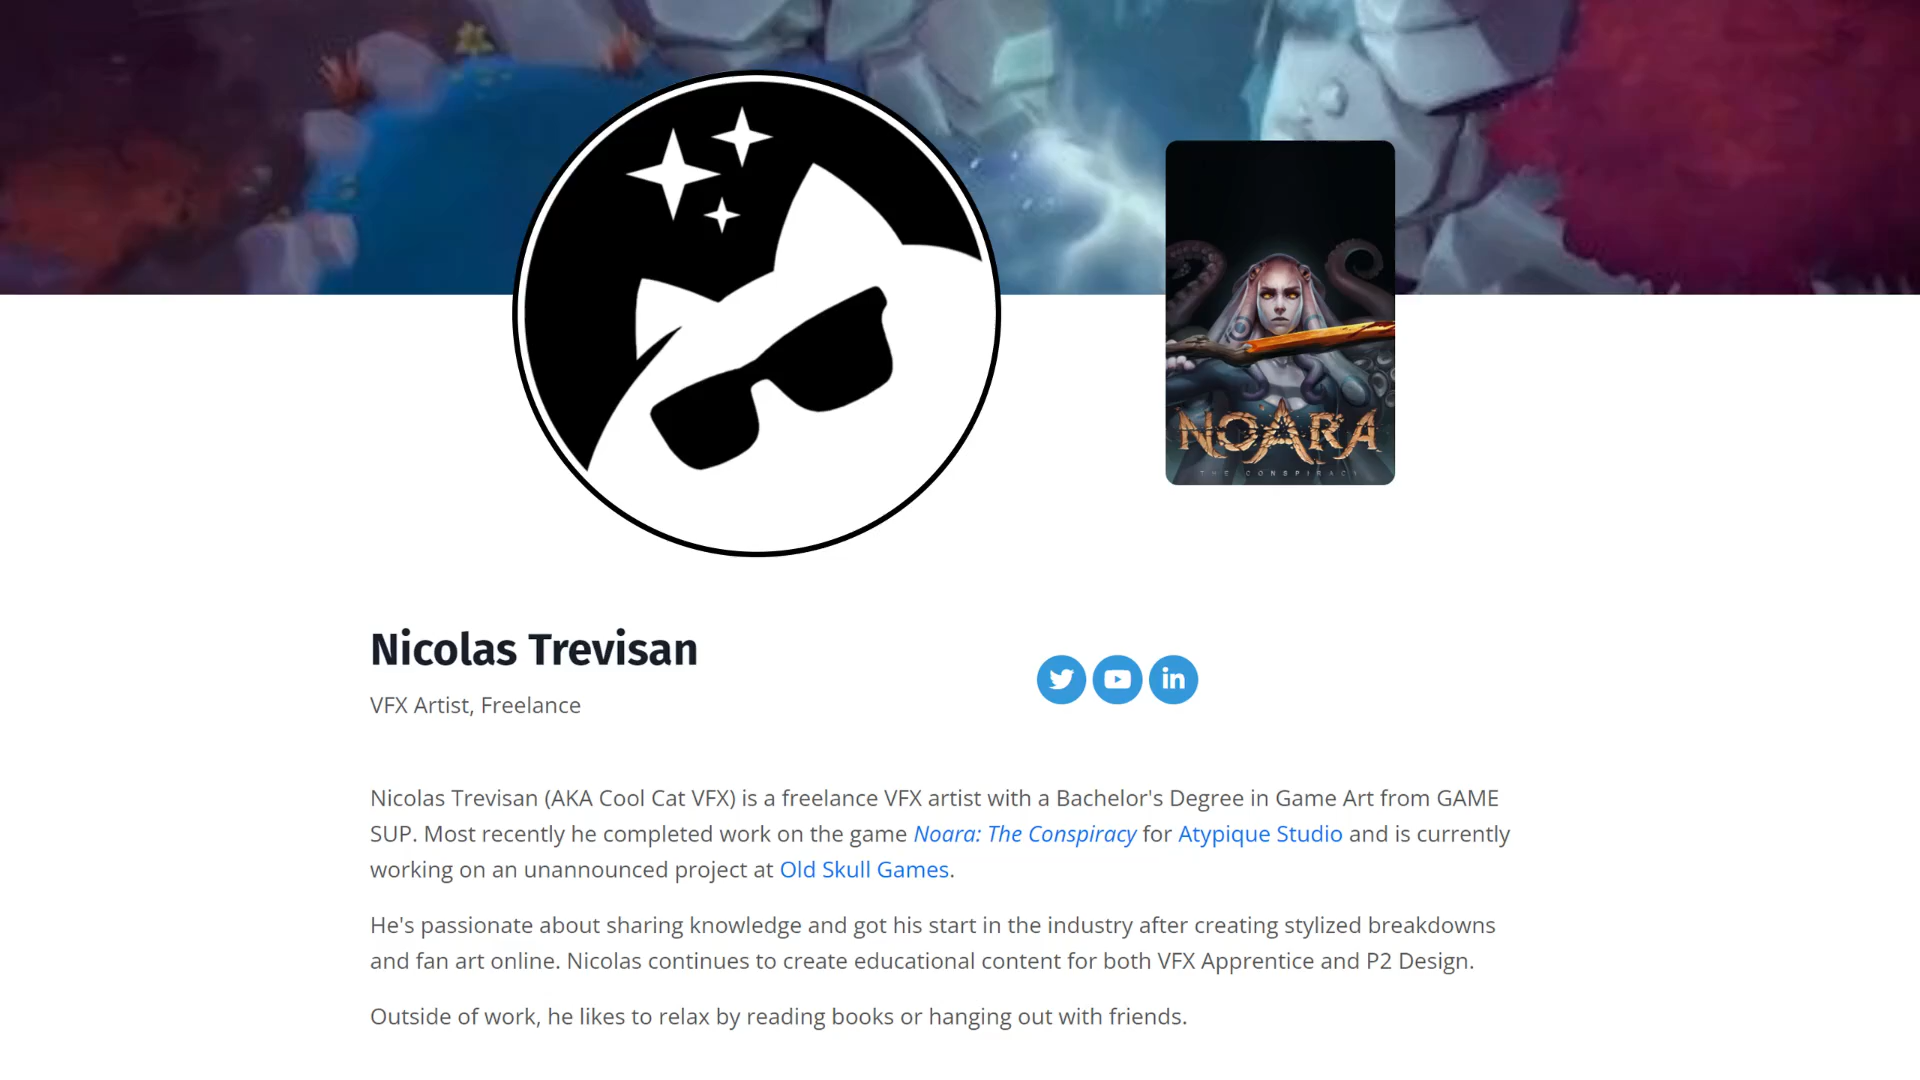 NOARA
THE CONSPIRACY
Nicolas Trevisan
VFX Artist, Freelance
Nicolas Trevisan (AKA Cool Cat VFX) is a freelance VFX artist with a Bachelor's Degree in Game Art from GAME
SUP. Most recently he completed work on the game Noara: The Conspiracy for Atypique Studio and is currently
working on an unannounced project at Old Skull Games.
He's passionate about sharing knowledge and got his start in the industry after creating stylized breakdowns
and fan art online. Nicolas continues to create educational content for both VFX Apprentice and P2 Design.
Outside of work, he likes to relax by reading books or hanging out with friends.